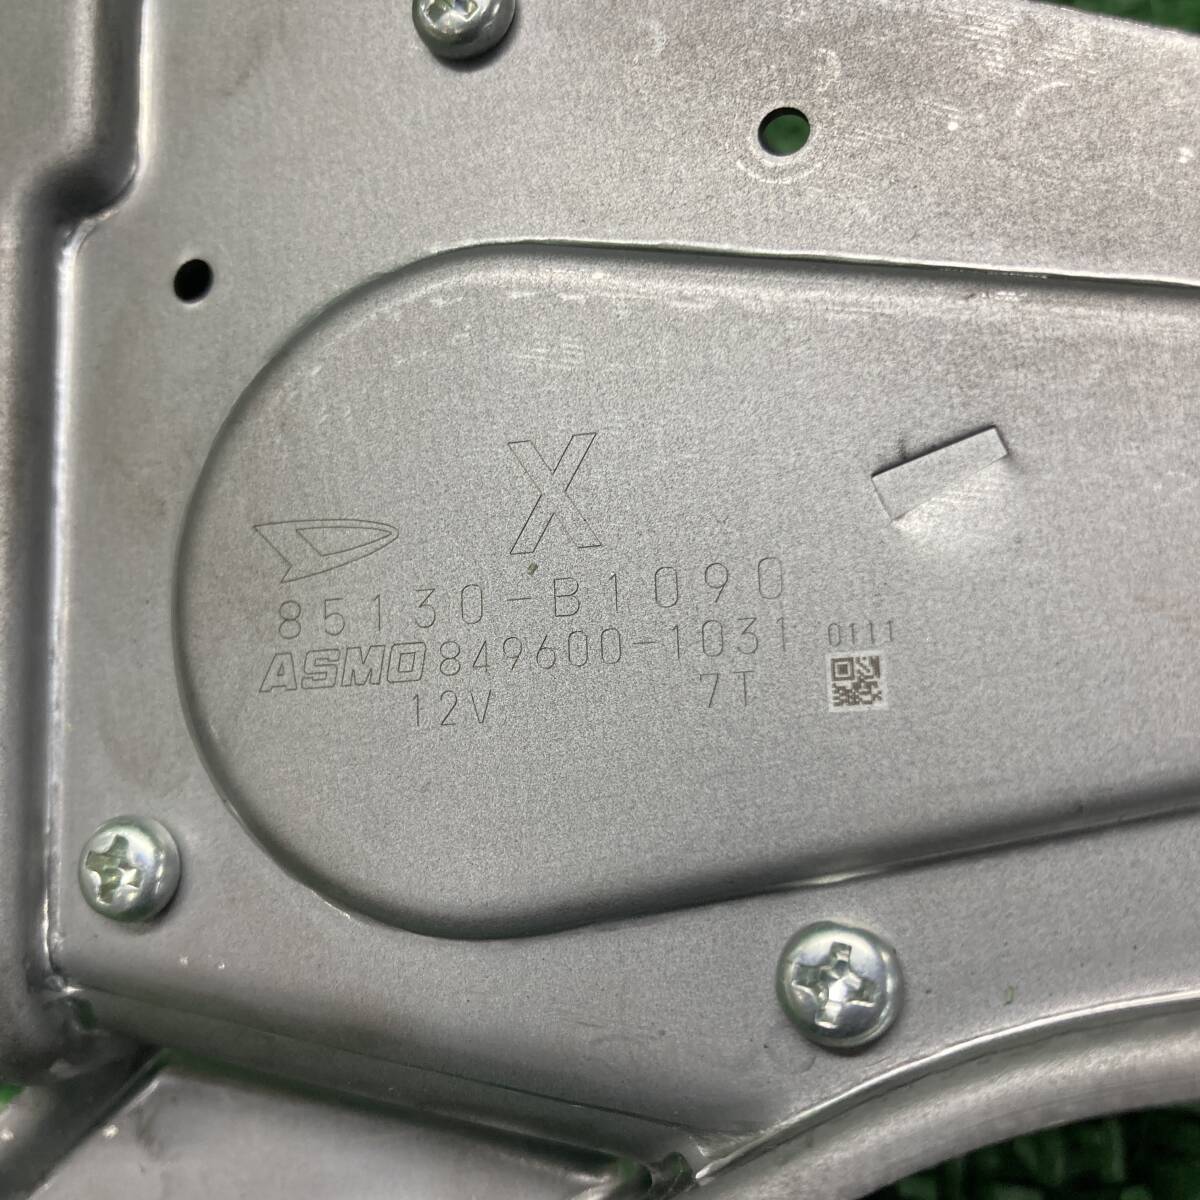 X
85130-B1090
ASMO 849600-1031 0111
12V 7T